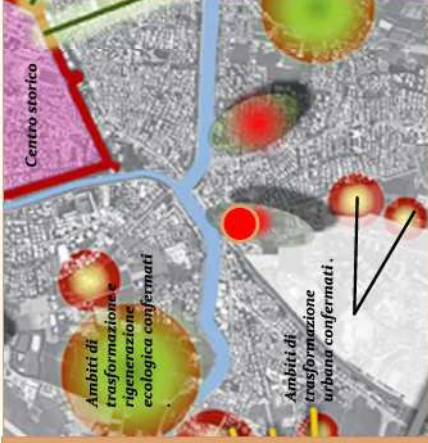 Centro storico
Ambiti di
trasformazione e
rigenerazione
ecologica confermati
.
Ambiti di
trasformazione
urbana confermati .